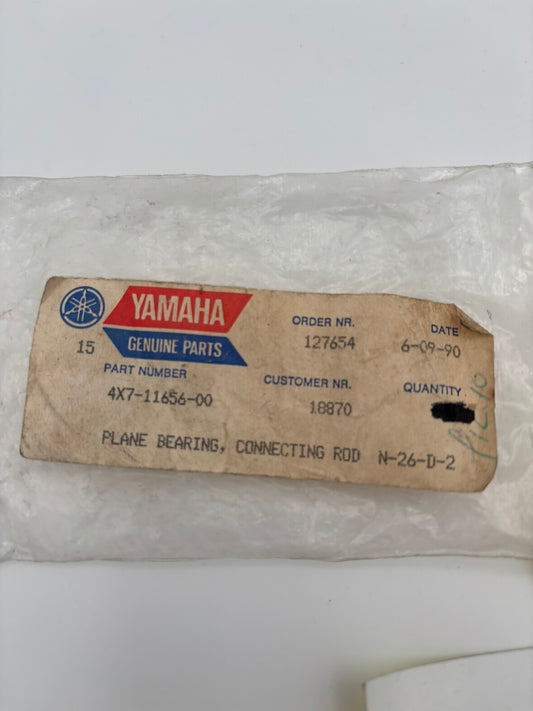 YAMAHA
GENUINE PARTS
15
ORDER NR.
127654
DATE
6-09-90
PART NUMBER
4X7-11656-00
CUSTOMER NR.
18870
QUANTITY
PLANE BEARING, CONNECTING ROD N-26-D-2